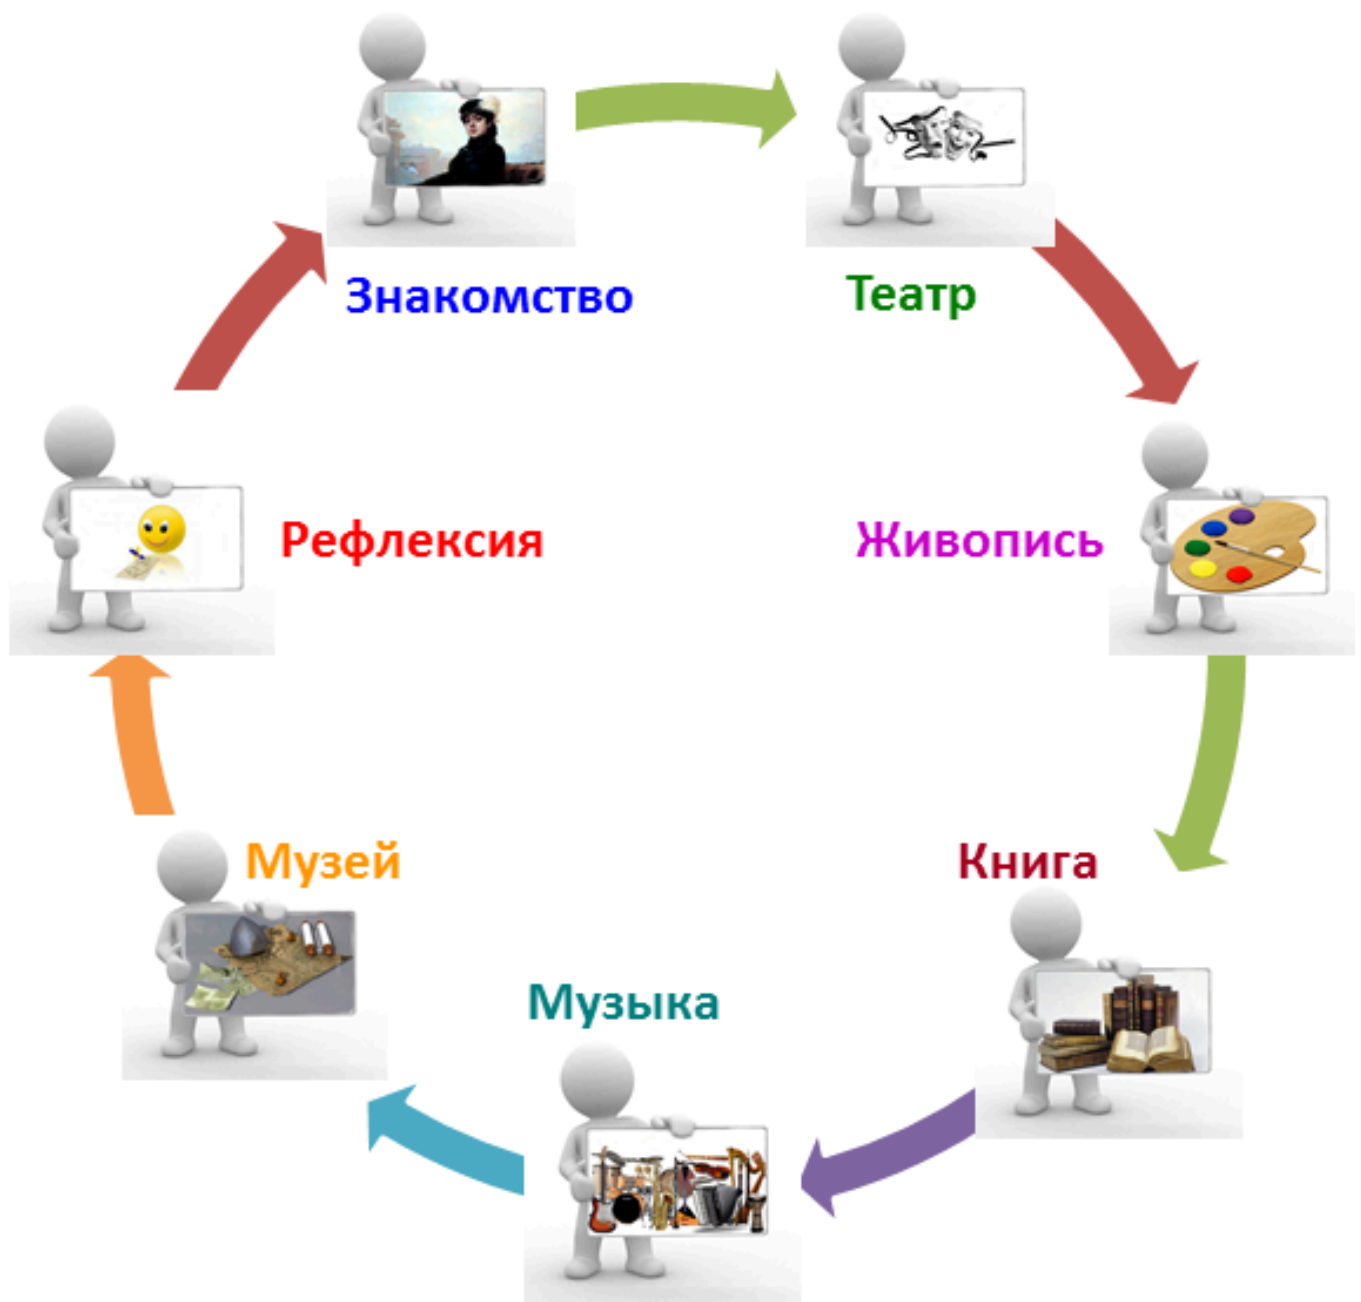 Знакомство
Театр
Рефлексия
Живопись
Музей
Книга
Музыка